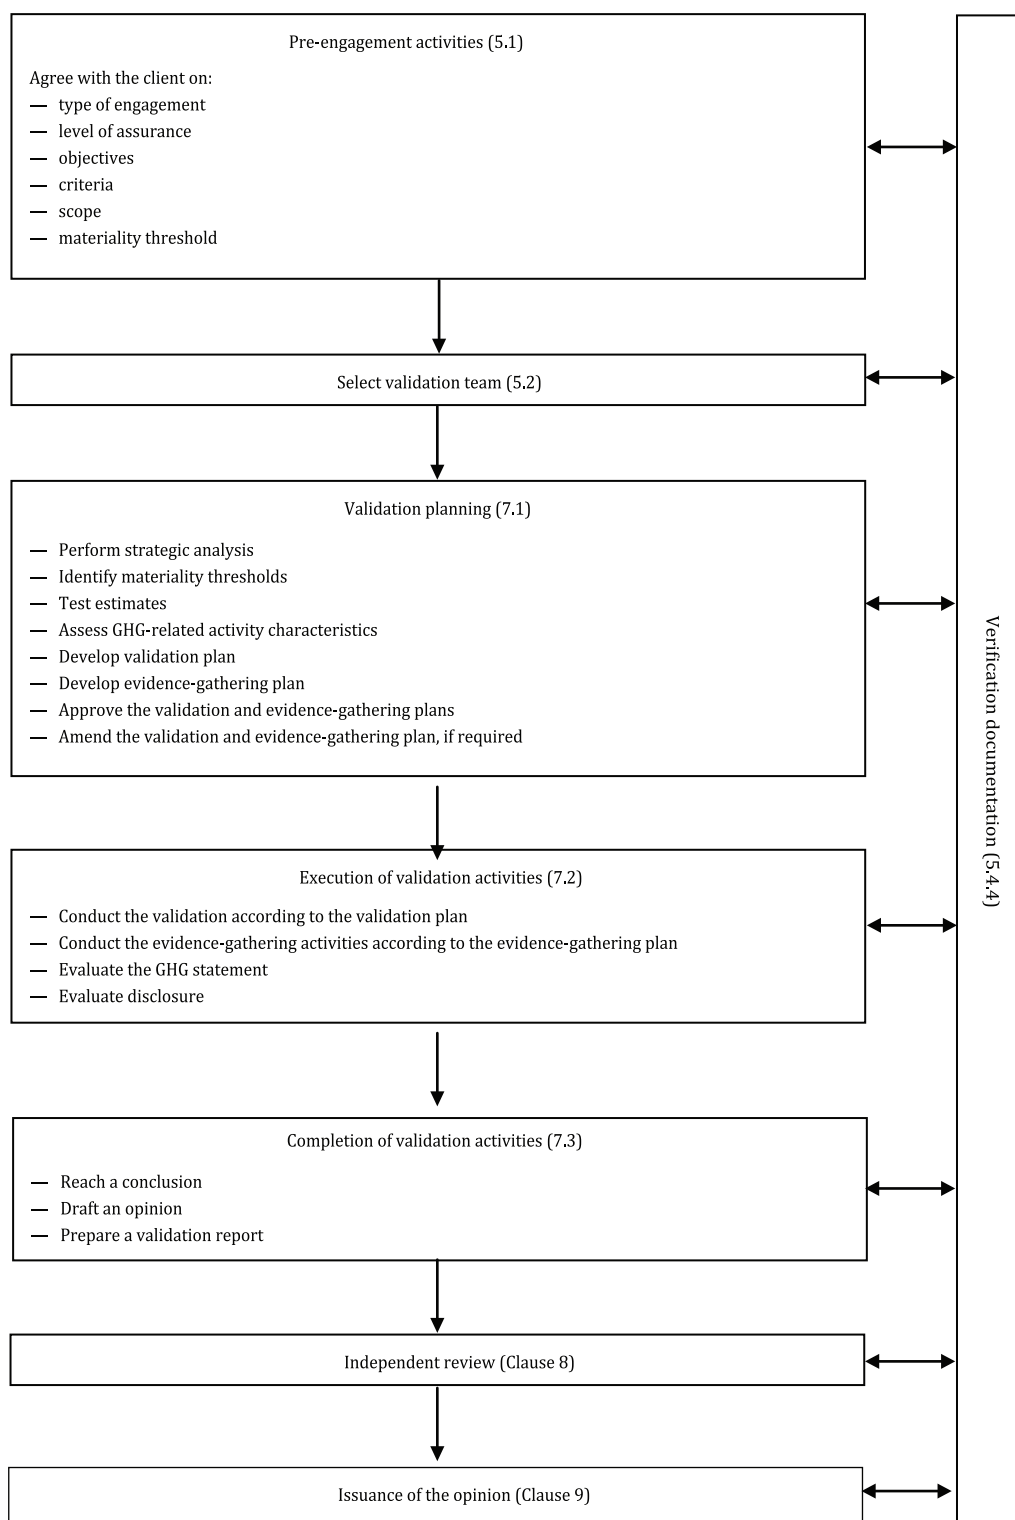 Pre-engagement activities (5.1)
Agree with the client on:
— type of engagement
— level of assurance
— objectives
— criteria
— scope
— materiality threshold
Select validation team (5.2)
Validation planning (7.1)
— Perform strategic analysis
— Identify materiality thresholds
— Test estimates
— Assess GHG-related activity characteristics
— Develop validation plan
— Develop evidence-gathering plan
— Approve the validation and evidence-gathering plans
— Amend the validation and evidence-gathering plan, if required
Execution of validation activities (7.2)
— Conduct the validation according to the validation plan
— Conduct the evidence-gathering activities according to the evidence-gathering plan
— Evaluate the GHG statement
— Evaluate disclosure
Completion of validation activities (7.3)
— Reach a conclusion
— Draft an opinion
— Prepare a validation report
Independent review (Clause 8)
Issuance of the opinion (Clause 9)
Verification documentation (5.4.4)